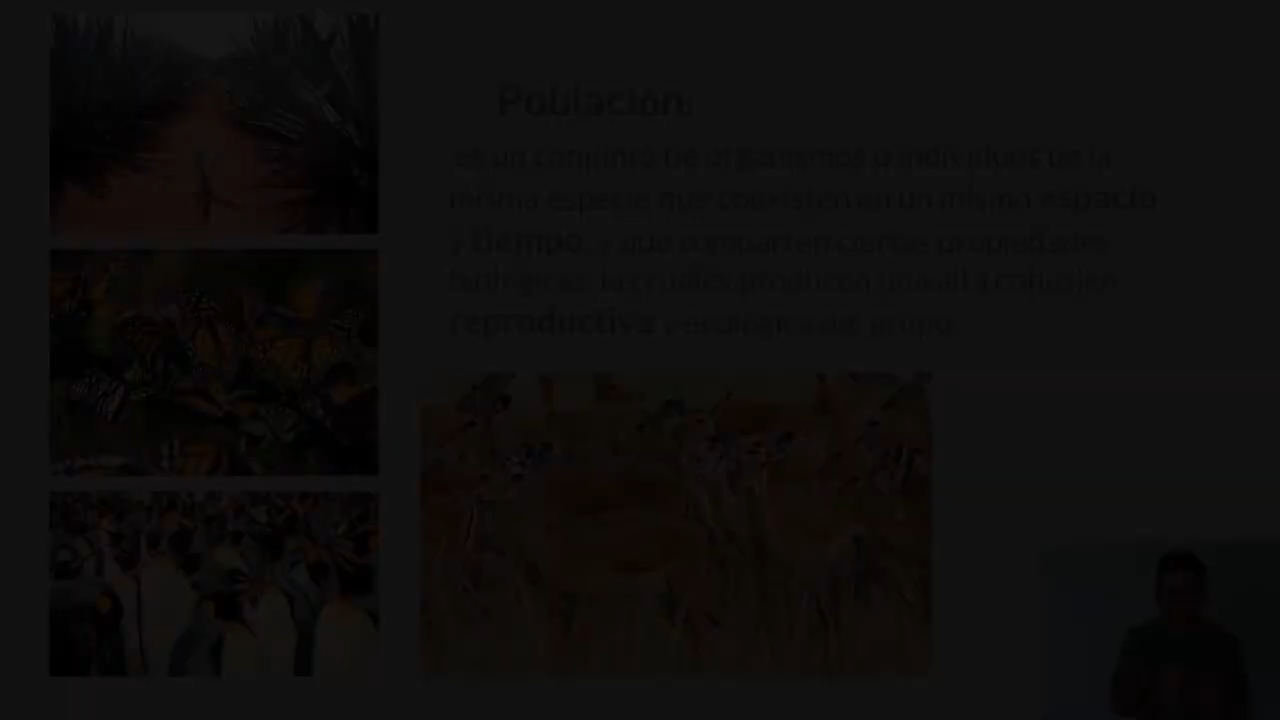 Población:
es un conjunto de organismos o individuos de la
misma especie que coexisten en un mismo espacio
y tiempo, y que comparten ciertas propiedades
biológicas, las cuales producen una alta cohesión
reproductiva y ecológica del grupo.